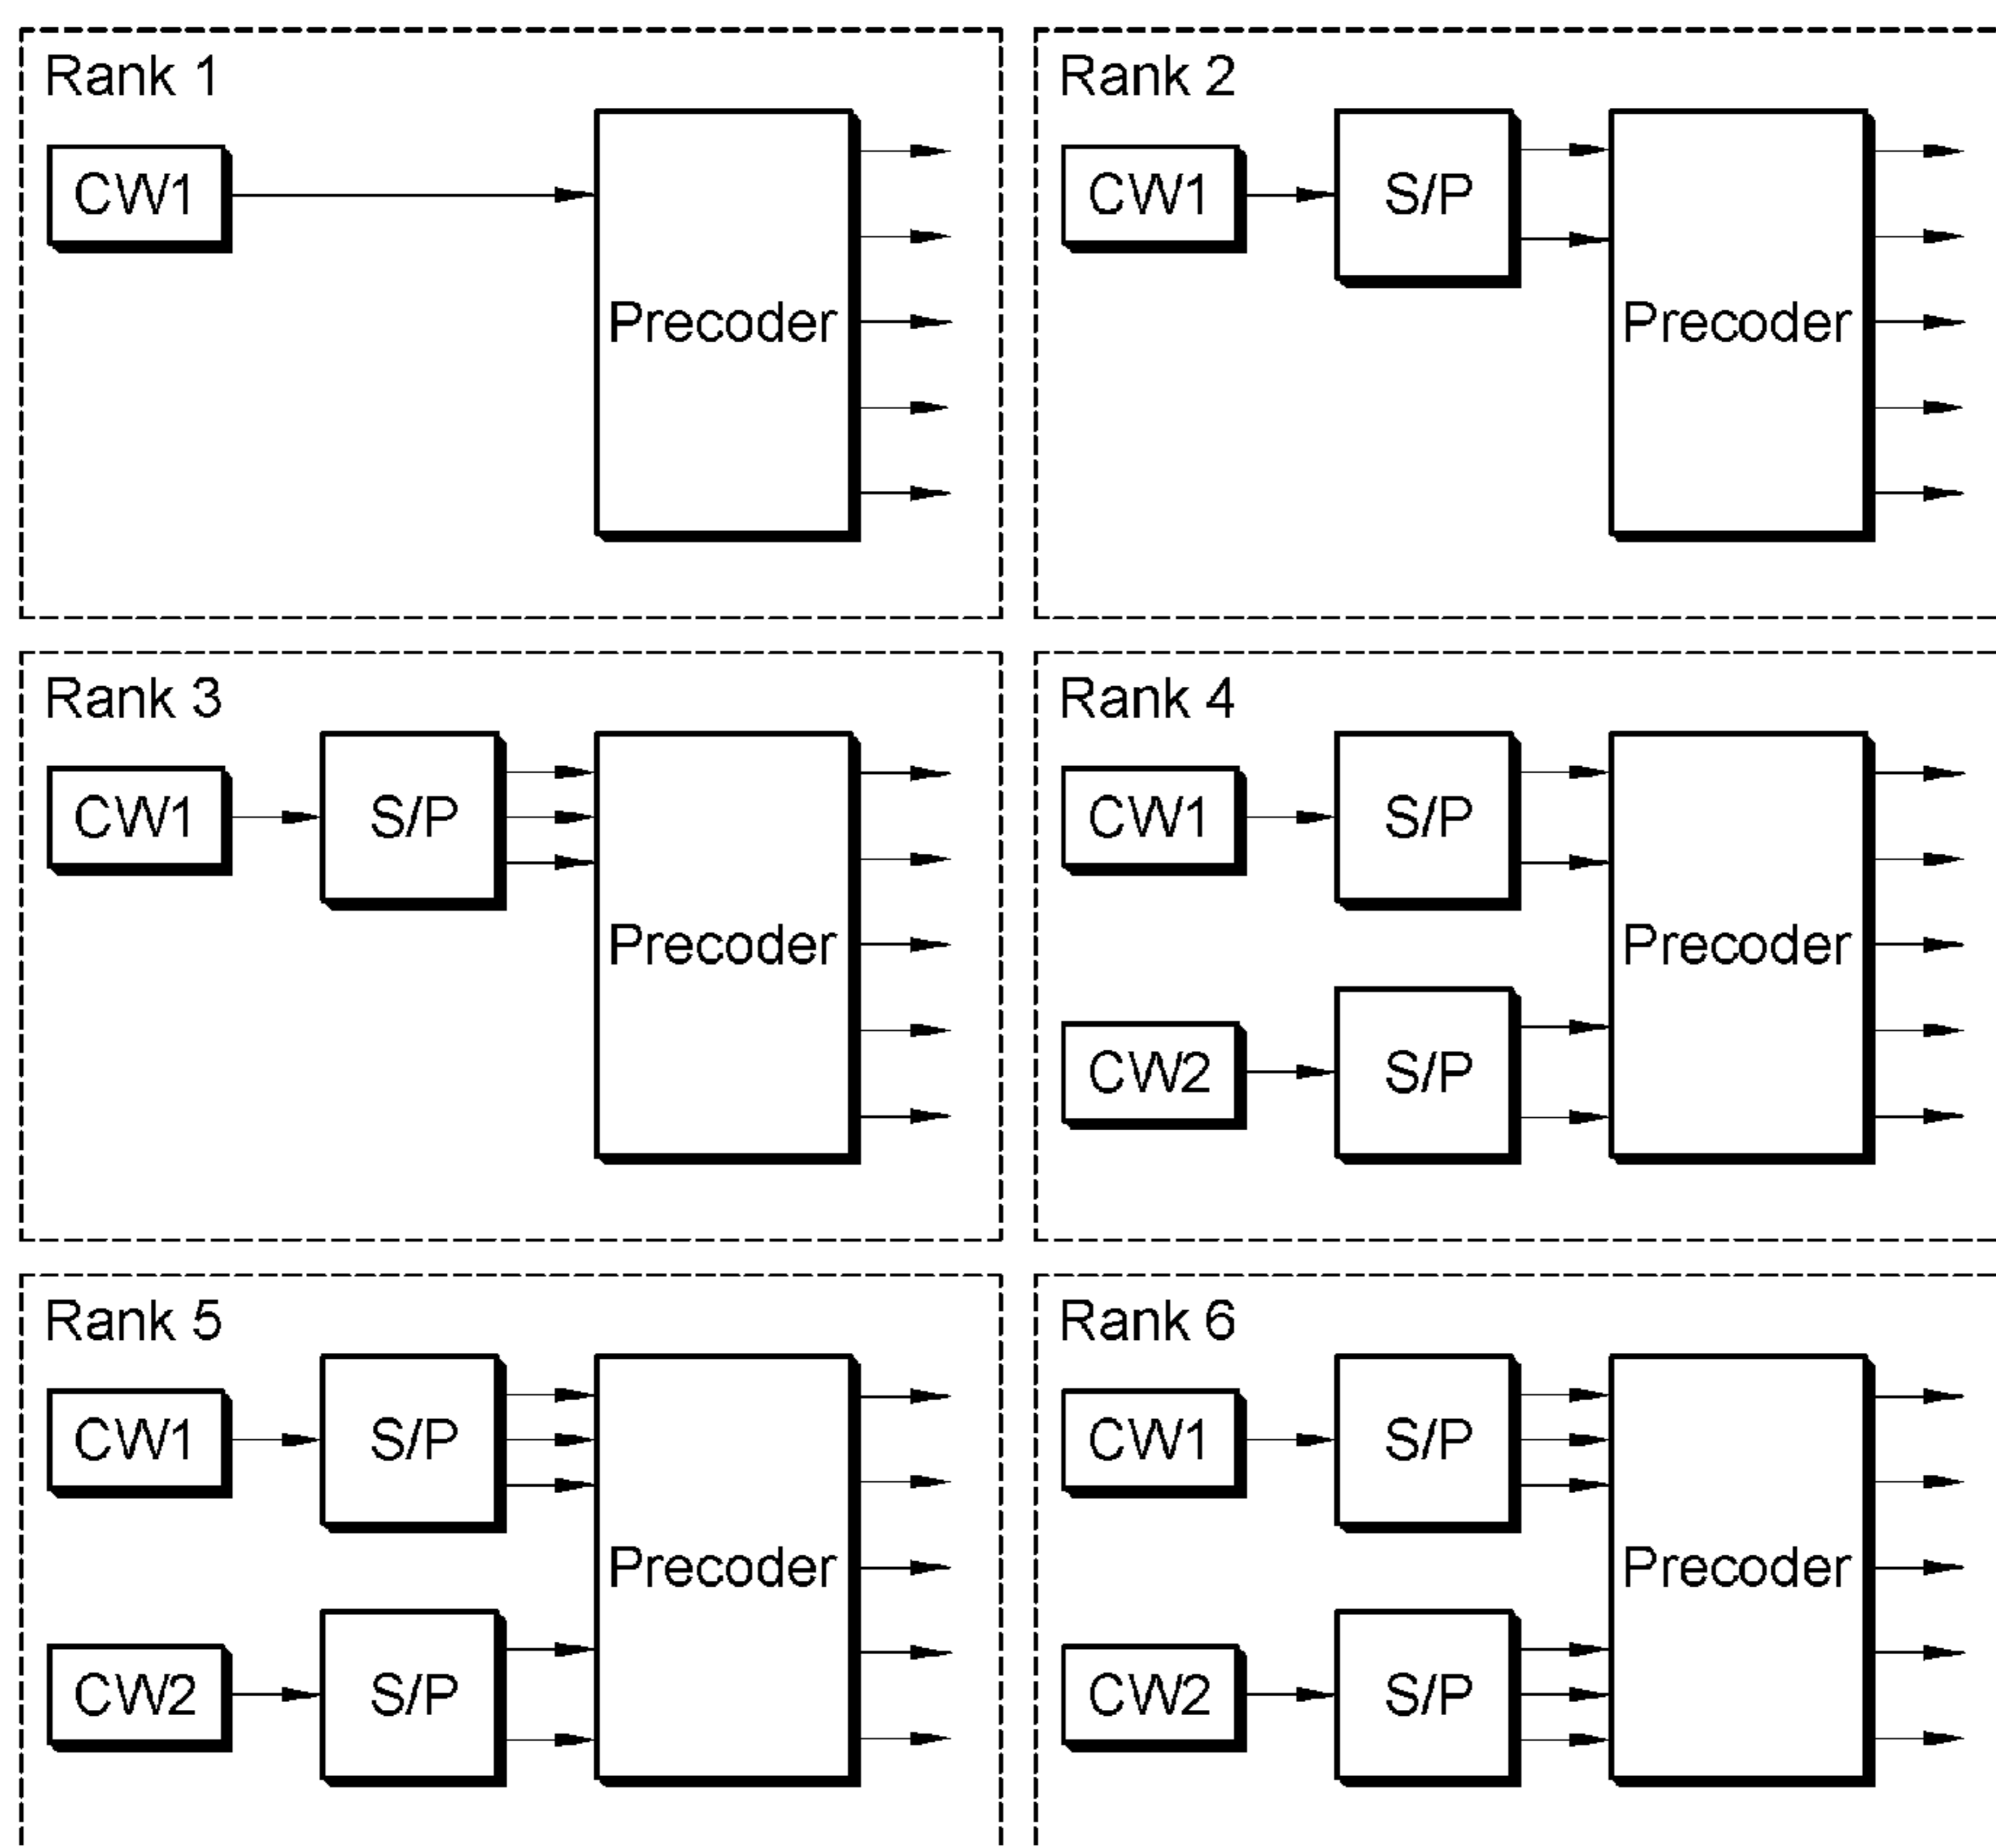 Rank 1
CW1
Precoder
Rank 2
CW1
S/P
Precoder
Rank 3
CW1
S/P
Precoder
Rank 4
CW1
S/P
Precoder
CW2
S/P
Rank 5
CW1
S/P
Precoder
CW2
S/P
Rank 6
CW1
S/P
Precoder
CW2
S/P